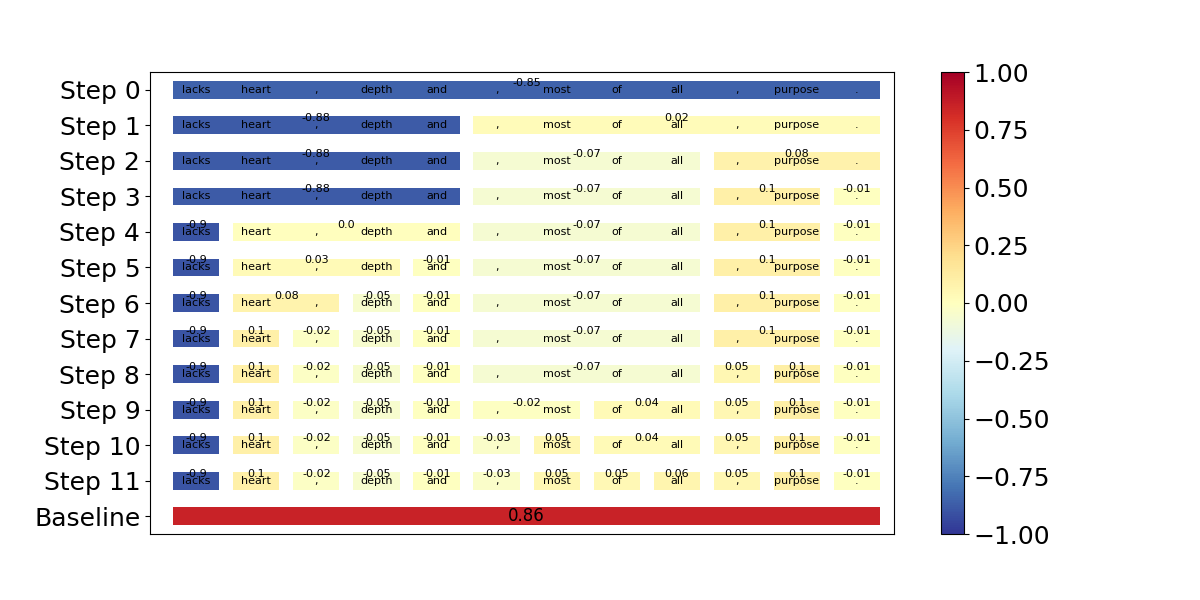 Step 0 lacks heart , depth and , most of all , purpose . -0.85
Step 1 lacks heart , depth and , most of all , purpose . -0.88 0.02
Step 2 lacks heart , depth and , most of all , purpose . -0.88 -0.07 0.08
Step 3 lacks heart , depth and , most of all , purpose . -0.88 -0.07 0.1 -0.01
Step 4 lacks heart , depth and , most of all , purpose . -0.9 0.0 -0.07 0.1 -0.01
Step 5 lacks heart , depth and , most of all , purpose . -0.9 0.03 -0.01 -0.07 0.1 -0.01
Step 6 lacks heart , depth and , most of all , purpose . -0.9 0.08 -0.05 -0.01 -0.07 0.1 -0.01
Step 7 lacks heart , depth and , most of all , purpose . -0.9 0.1 -0.02 -0.05 -0.01 -0.07 0.1 -0.01
Step 8 lacks heart , depth and , most of all , purpose . -0.9 0.1 -0.02 -0.05 -0.01 -0.07 0.05 0.1 -0.01
Step 9 lacks heart , depth and , most of all , purpose . -0.9 0.1 -0.02 -0.05 -0.01 -0.02 0.04 0.05 0.1 -0.01
Step 10 lacks heart , depth and , most of all , purpose . -0.9 0.1 -0.02 -0.05 -0.01 -0.03 0.05 0.04 0.05 0.1 -0.01
Step 11 lacks heart , depth and , most of all , purpose . -0.9 0.1 -0.02 -0.05 -0.01 -0.03 0.05 0.05 0.06 0.05 0.1 -0.01
Baseline 0.86
1.00
0.75
0.50
0.25
0.00
−0.25
−0.50
−0.75
−1.00